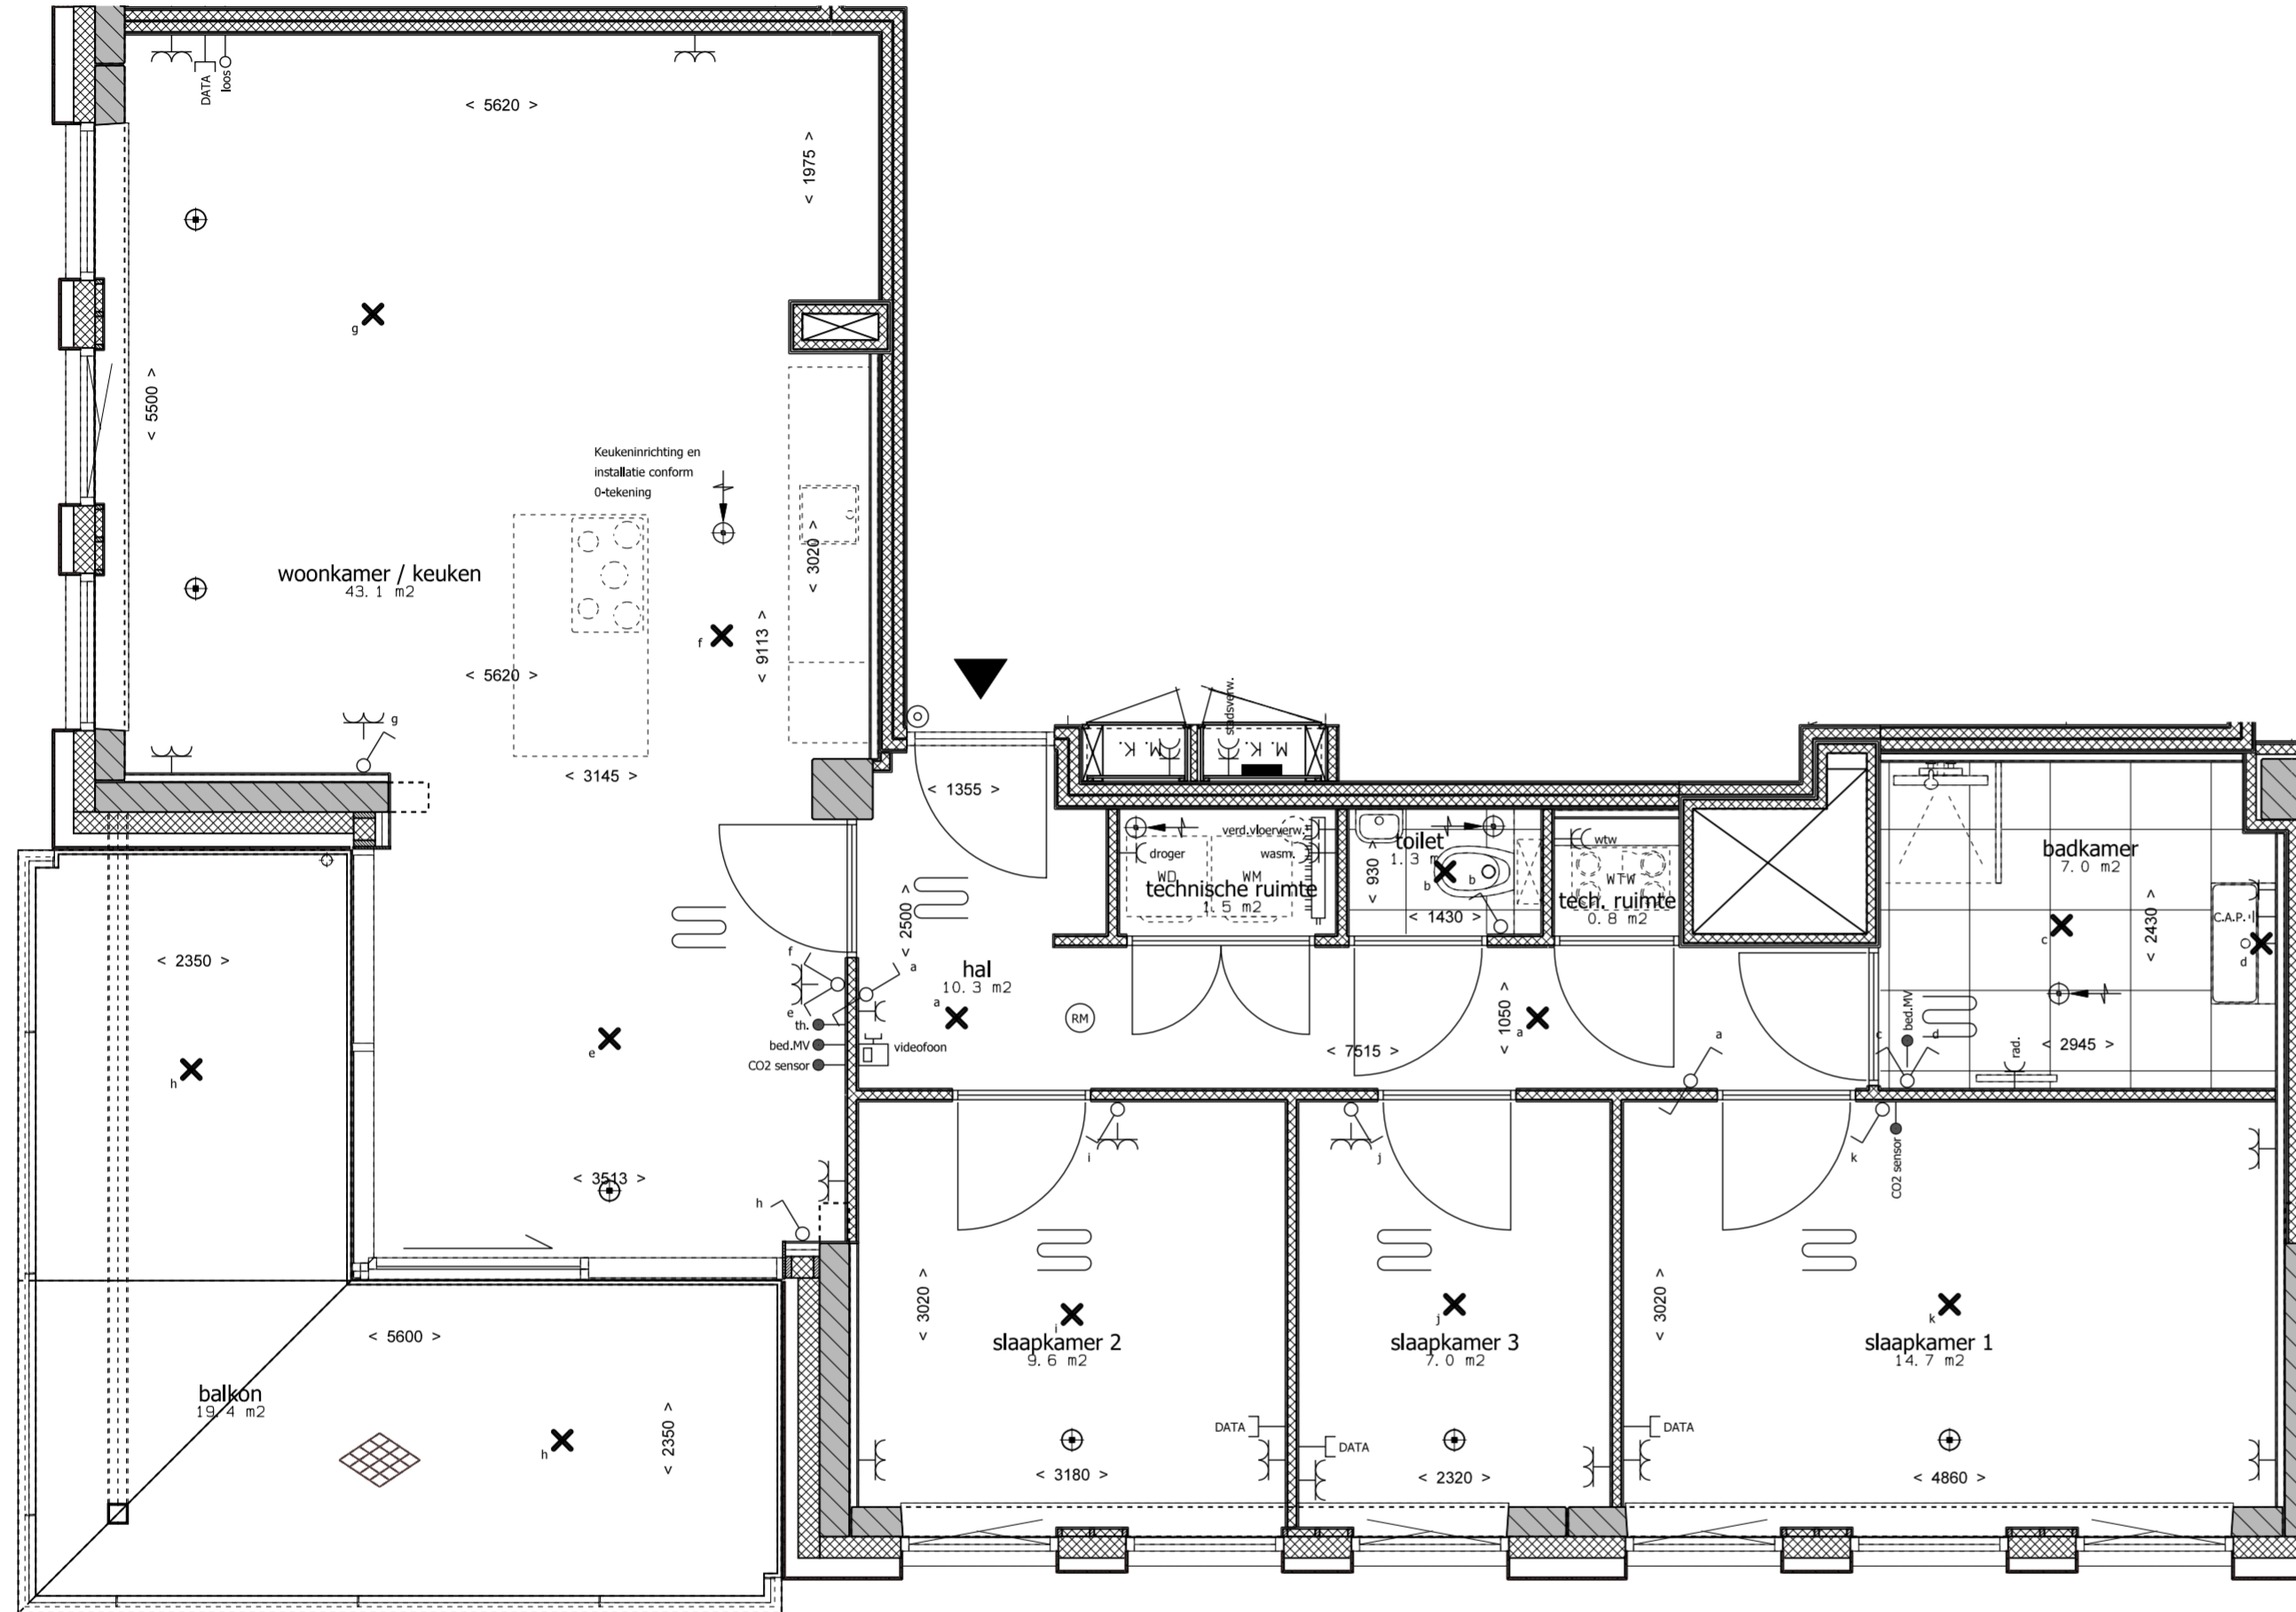 DATA
loos
< 5620 >
< 1975 >
g
< 5500 >
Keukeninrichting en
installatie conform
0-tekening
< 3020 >
woonkamer / keuken
43.1 m2
f
< 9113 >
< 5620 >
g
< 3145 >
stadsverw.
M.K.
M.K.
< 1355 >
verd.vloerverw.
droger
wasm.
WD
WM
technische ruimte
1.5 m2
toilet
1.3 m
< 930 >
b
b
< 1430 >
wtw
WTW
tech. ruimte
0.8 m2
badkamer
7.0 m2
C.A.P.
c
d
< 2430 >
< 2500 >
< 2350 >
f
a
hal
10.3 m2
a
e
th.
bed.MV
CO2 sensor
videofoon
RM
< 7515 >
< 1050 >
a
a
c
bed.MV
d
rad.
< 2945 >
e
h
< 3513 >
h
i
j
k
CO2 sensor
< 3020 >
i
slaapkamer 2
9.6 m2
j
slaapkamer 3
7.0 m2
< 3020 >
k
slaapkamer 1
14.7 m2
< 5600 >
balkon
19.4 m2
h
< 2350 >
DATA
DATA
DATA
< 3180 >
< 2320 >
< 4860 >